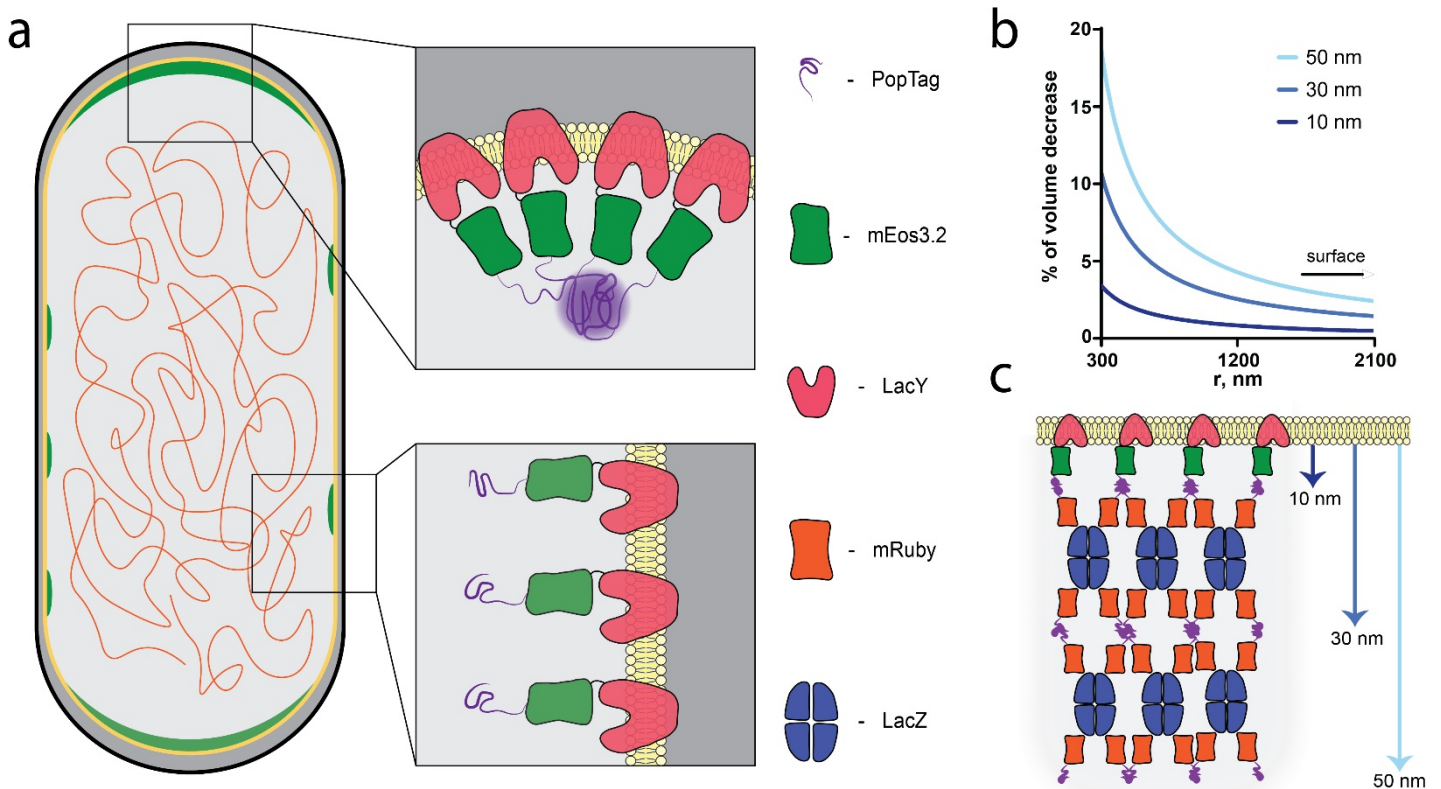 a
- PopTag
- mEos3.2
- LacY
- mRuby
- LacZ
b
% of volume decrease
20
15
10
5
0
50 nm
30 nm
10 nm
surface
300
1200
2100
r, nm
c
10 nm
30 nm
50 nm